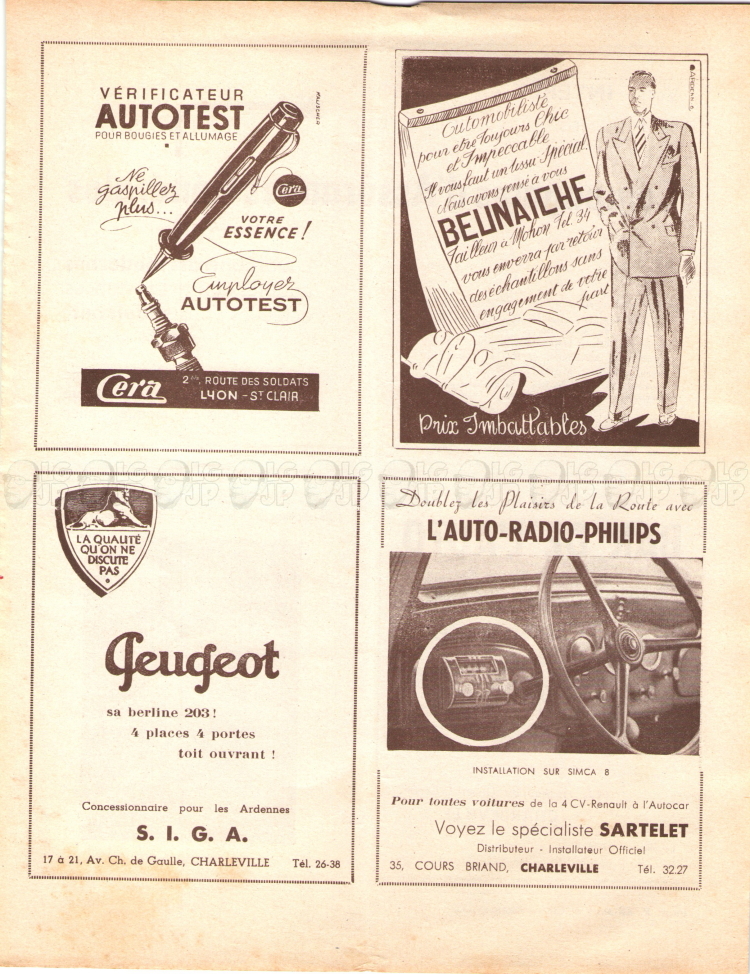 VÉRIFICATEUR
AUTOTEST
POUR BOUGIES ET ALLUMAGE
Ne
gaspillez
plus...
Cera
VOTRE
ESSENCE !
Employez
AUTOTEST
Cera
2 bis, ROUTE DES SOLDATS
LYON - ST CLAIR
Automobiliste
pour etre Toujours Chic
et Impeccable
Il vous faut un tissu Spécial
Nous avons pensé a vous
BEUNAICHE
Tailleur a Mohon Tel. 34
vous enverra par retour
des échantillons sans
engagement de votre
part
Prix Imbattables
LA QUALITÉ
QU'ON NE
DISCUTE
PAS
Peugeot
sa berline 203 !
4 places 4 portes
toit ouvrant !
Concessionnaire pour les Ardennes
S. I. G. A.
17 à 21, Av. Ch. de Gaulle, CHARLEVILLE Tél. 26-38
Doublez les Plaisirs de la Route avec
L'AUTO-RADIO-PHILIPS
INSTALLATION SUR SIMCA 8
Pour toutes voitures de la 4 CV-Renault à l'Autocar
Voyez le spécialiste SARTELET
Distributeur - Installateur Officiel
35, COURS BRIAND, CHARLEVILLE Tél. 32.27